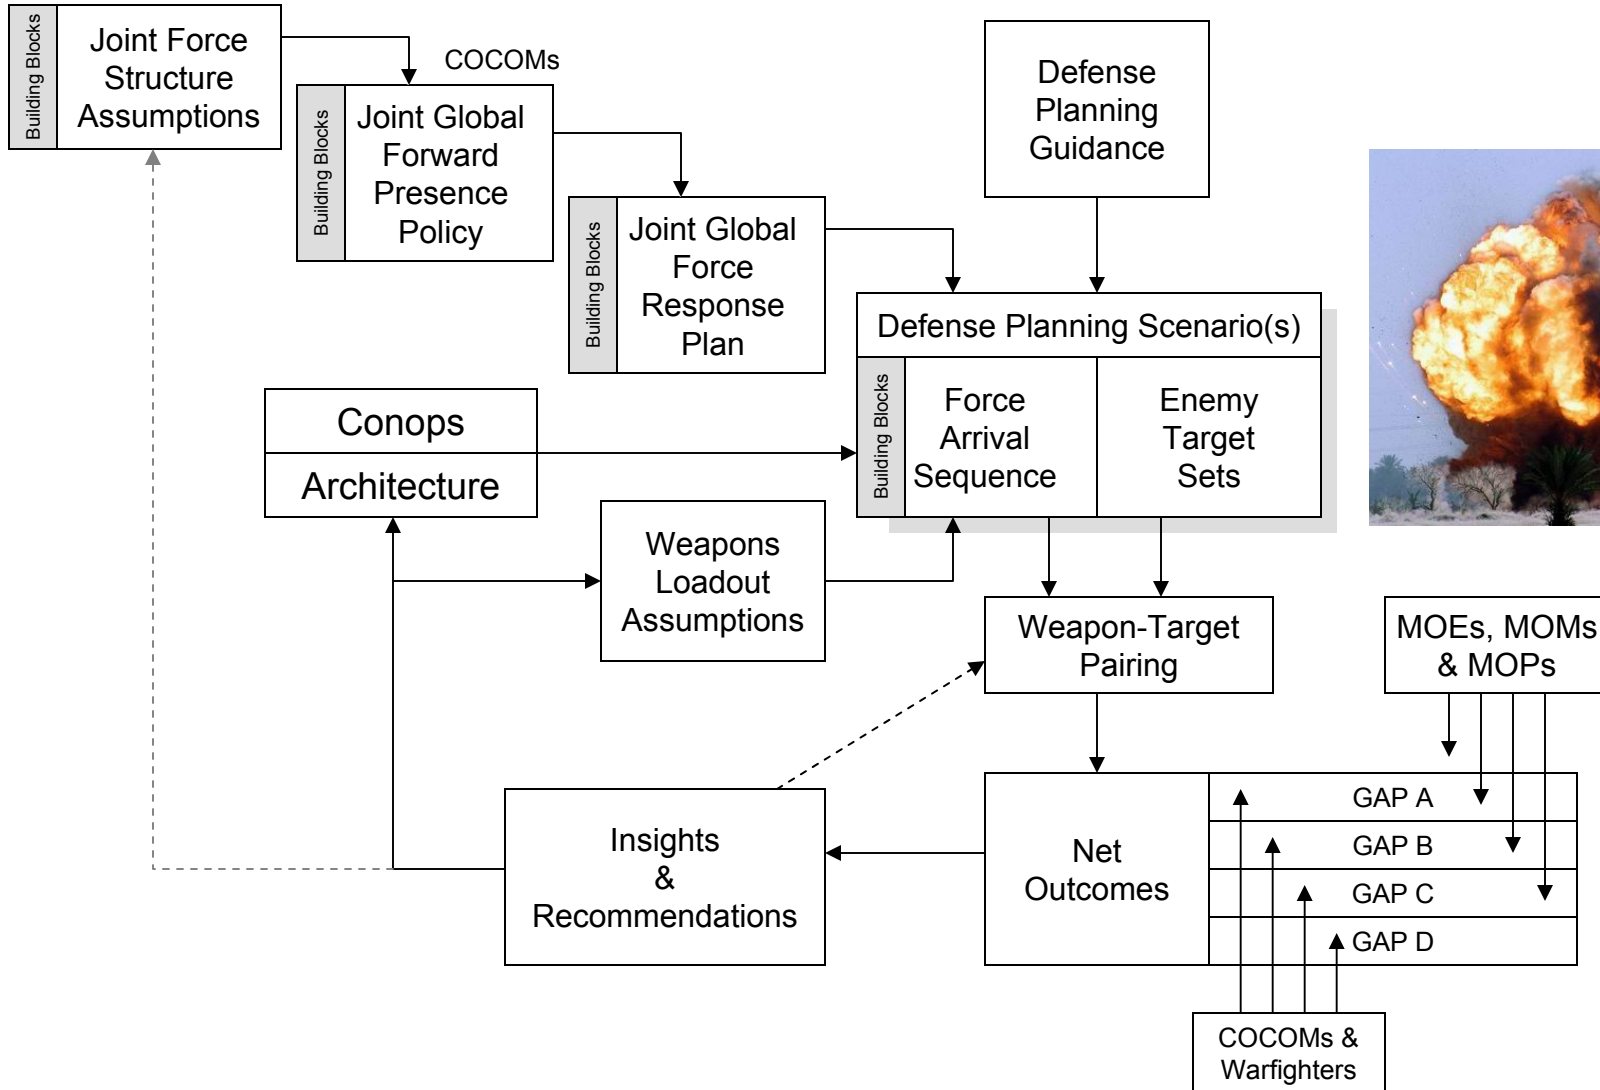 Building Blocks
Joint Force
Structure
Assumptions
COCOMs
Building Blocks
Joint Global
Forward
Presence
Policy
Building Blocks
Joint Global
Force
Response
Plan
Defense
Planning
Guidance
Defense Planning Scenario(s)
Building Blocks
Force
Arrival
Sequence
Enemy
Target
Sets
Conops
Architecture
Weapons
Loadout
Assumptions
Weapon-Target
Pairing
MOEs, MOMs
& MOPs
Insights
&
Recommendations
Net
Outcomes
GAP A
GAP B
GAP C
GAP D
COCOMs &
Warfighters